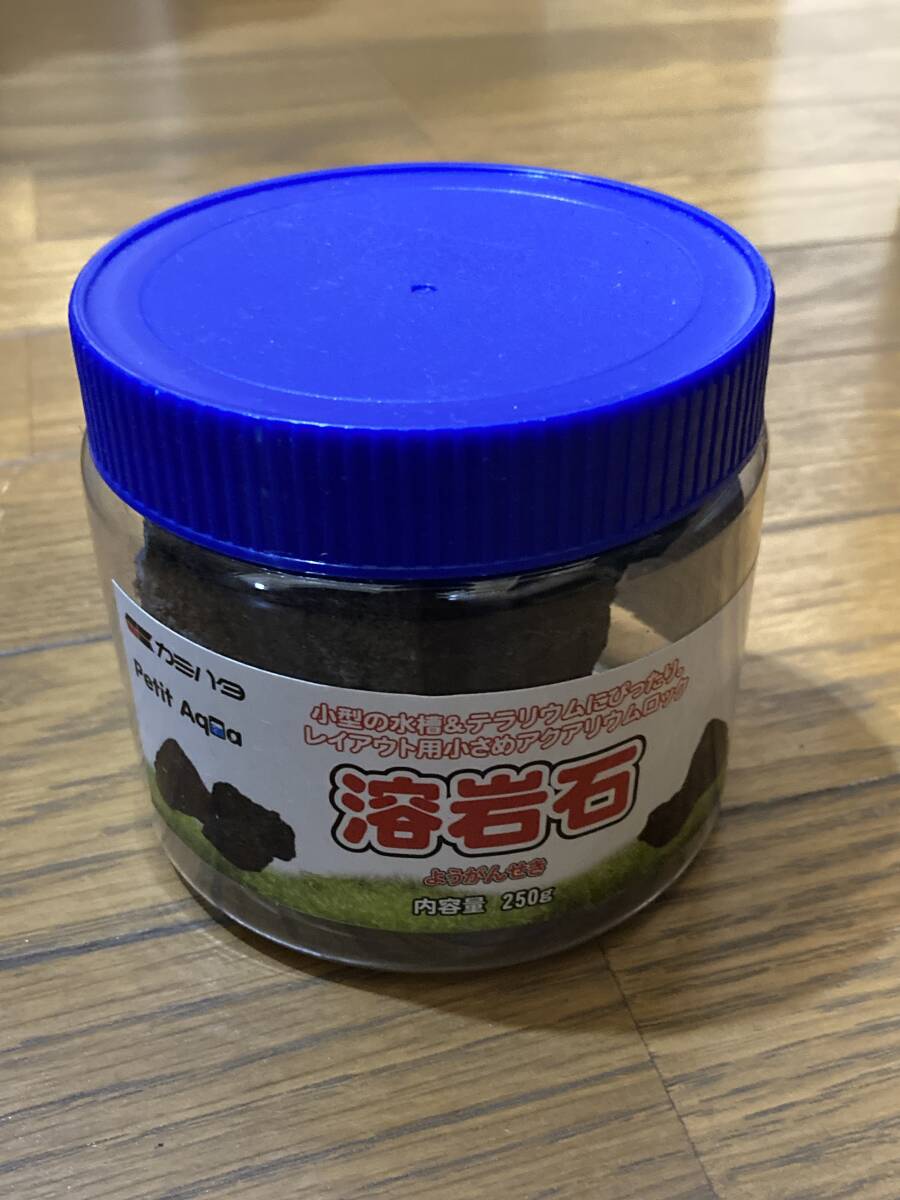 カミハタ
Petit Aqua
小型の水槽&テラリウムにぴったり。
レイアウト用小さめアクアリウムロック
溶岩石
ようがんせき
内容量 250g